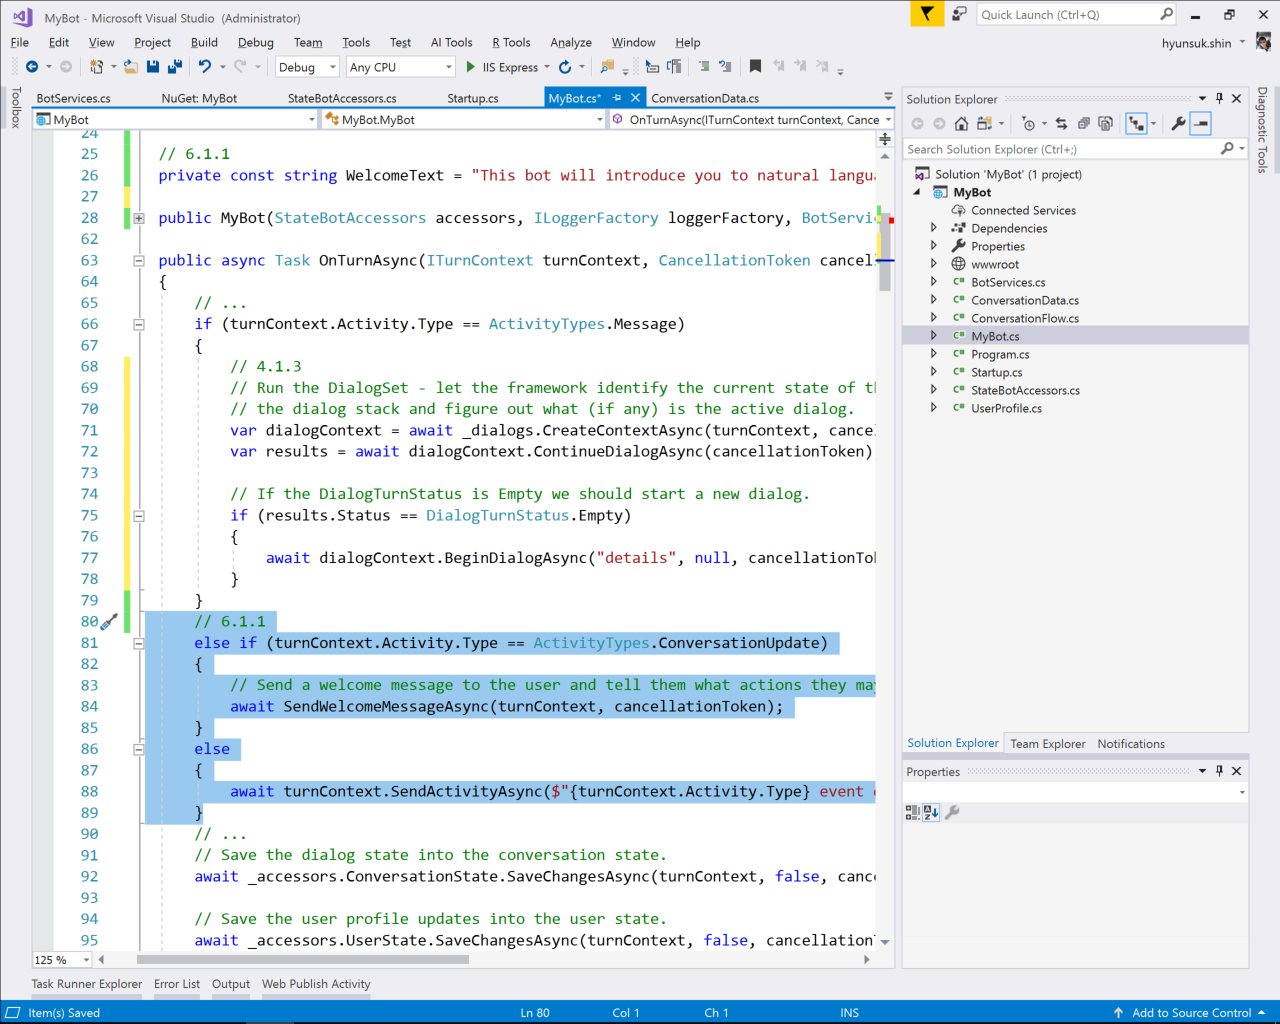 MyBot - Microsoft Visual Studio (Administrator)
Quick Launch (Ctrl+Q)
File Edit View Project Build Debug Team Tools Test AI Tools R Tools Analyze Window Help
hyunsuk.shin
Debug Any CPU IIS Express
Toolbox
BotServices.cs NuGet: MyBot StateBotAccessors.cs Startup.cs MyBot.cs* ConversationData.cs
MyBot MyBot.MyBot OnTurnAsync(ITurnContext turnContext, Cance
24
25 // 6.1.1
26 private const string WelcomeText = "This bot will introduce you to natural langu
27
28 public MyBot(StateBotAccessors accessors, ILoggerFactory loggerFactory, BotServi
62
63 public async Task OnTurnAsync(ITurnContext turnContext, CancellationToken cancel
64 {
65 // ...
66 if (turnContext.Activity.Type == ActivityTypes.Message)
67 {
68 // 4.1.3
69 // Run the DialogSet - let the framework identify the current state of t
70 // the dialog stack and figure out what (if any) is the active dialog.
71 var dialogContext = await _dialogs.CreateContextAsync(turnContext, cance
72 var results = await dialogContext.ContinueDialogAsync(cancellationToken)
73
74 // If the DialogTurnStatus is Empty we should start a new dialog.
75 if (results.Status == DialogTurnStatus.Empty)
76 {
77 await dialogContext.BeginDialogAsync("details", null, cancellationTo
78 }
79 }
80 // 6.1.1
81 else if (turnContext.Activity.Type == ActivityTypes.ConversationUpdate)
82 {
83 // Send a welcome message to the user and tell them what actions they ma
84 await SendWelcomeMessageAsync(turnContext, cancellationToken);
85 }
86 else
87 {
88 await turnContext.SendActivityAsync($"{turnContext.Activity.Type} event
89 }
90 // ...
91 // Save the dialog state into the conversation state.
92 await _accessors.ConversationState.SaveChangesAsync(turnContext, false, canc
93
94 // Save the user profile updates into the user state.
95 await _accessors.UserState.SaveChangesAsync(turnContext, false, cancellation
125 %
Solution Explorer
Search Solution Explorer (Ctrl+;)
Solution 'MyBot' (1 project)
MyBot
Connected Services
Dependencies
Properties
wwwroot
BotServices.cs
ConversationData.cs
ConversationFlow.cs
MyBot.cs
Program.cs
Startup.cs
StateBotAccessors.cs
UserProfile.cs
Solution Explorer Team Explorer Notifications
Properties
Diagnostic Tools
Task Runner Explorer Error List Output Web Publish Activity
Item(s) Saved Ln 80 Col 1 Ch 1 INS Add to Source Control